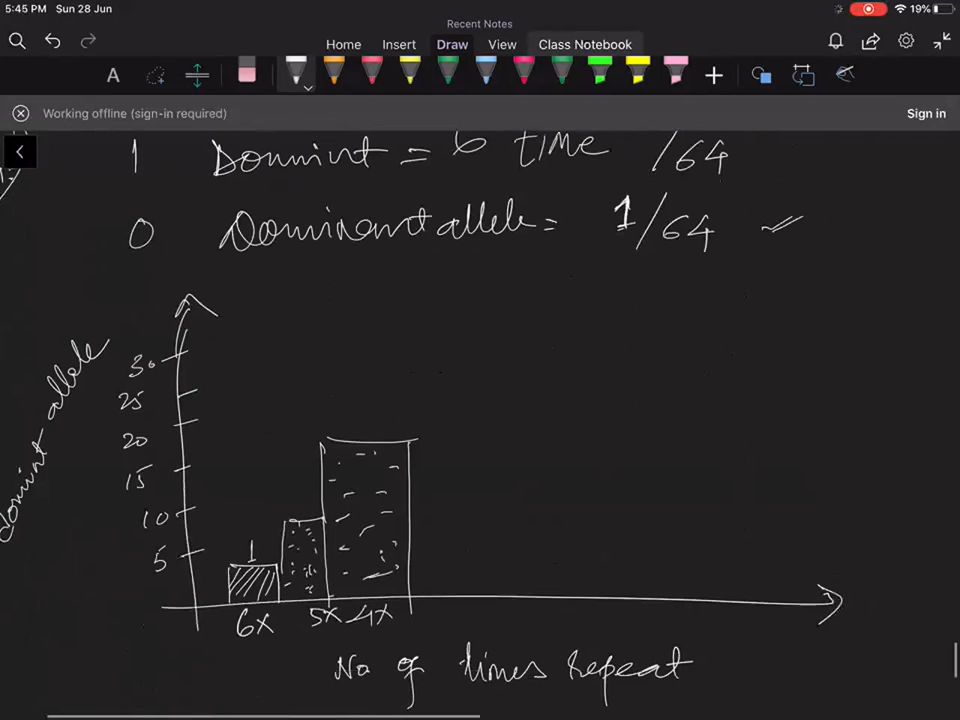 5:45 PM Sun 28 Jun
19%
Recent Notes
Home Insert Draw View Class Notebook
A
Working offline (sign-in required)
Sign in
1 Domnint = 6 time /64
0 Dominant allele = 1/64
domint allele
30
25
20
15
10
5
1
6x 5x 4x
No of times repeat